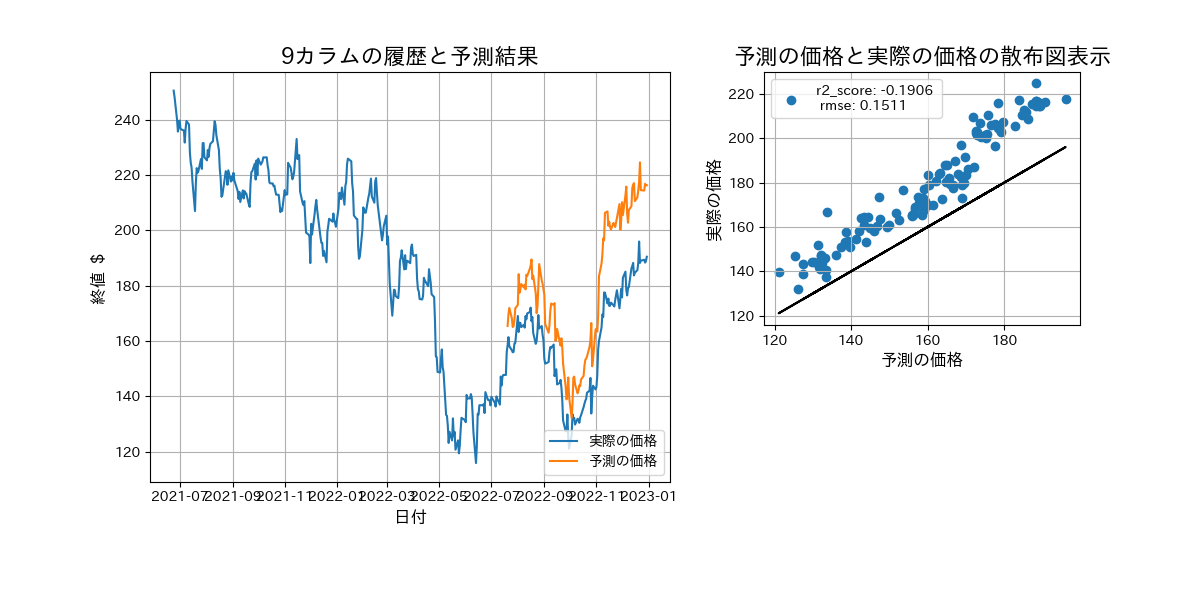 9カラムの履歴と予測結果
終値 $
240
220
200
180
160
140
120
2021-07
2021-09
2021-11
2022-01
2022-03
2022-05
2022-07
2022-09
2022-11
2023-01
日付
実際の価格
予測の価格
予測の価格と実際の価格の散布図表示
r2_score: -0.1906
rmse: 0.1511
実際の価格
220
200
180
160
140
120
120
140
160
180
予測の価格